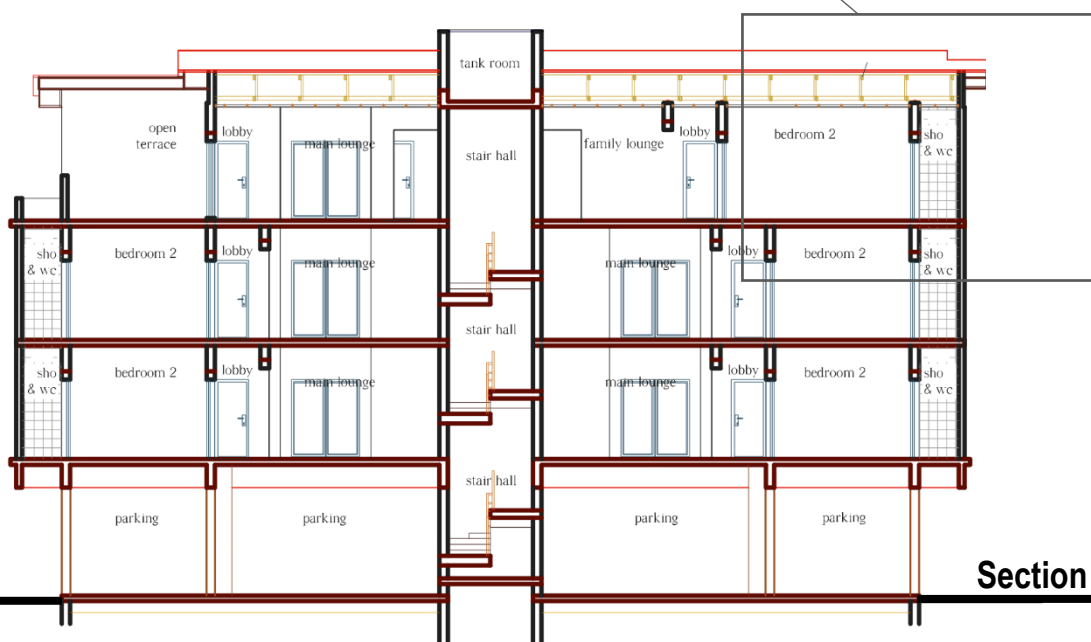 tank room
open
terrace
lobby
main lounge
stair hall
family lounge
lobby
bedroom 2
sho
& wc
sho
& wc
bedroom 2
lobby
main lounge
main lounge
lobby
bedroom 2
sho
& wc
stair hall
sho
& wc
bedroom 2
lobby
main lounge
main lounge
lobby
bedroom 2
sho
& wc
stair hall
parking
parking
parking
parking
Section